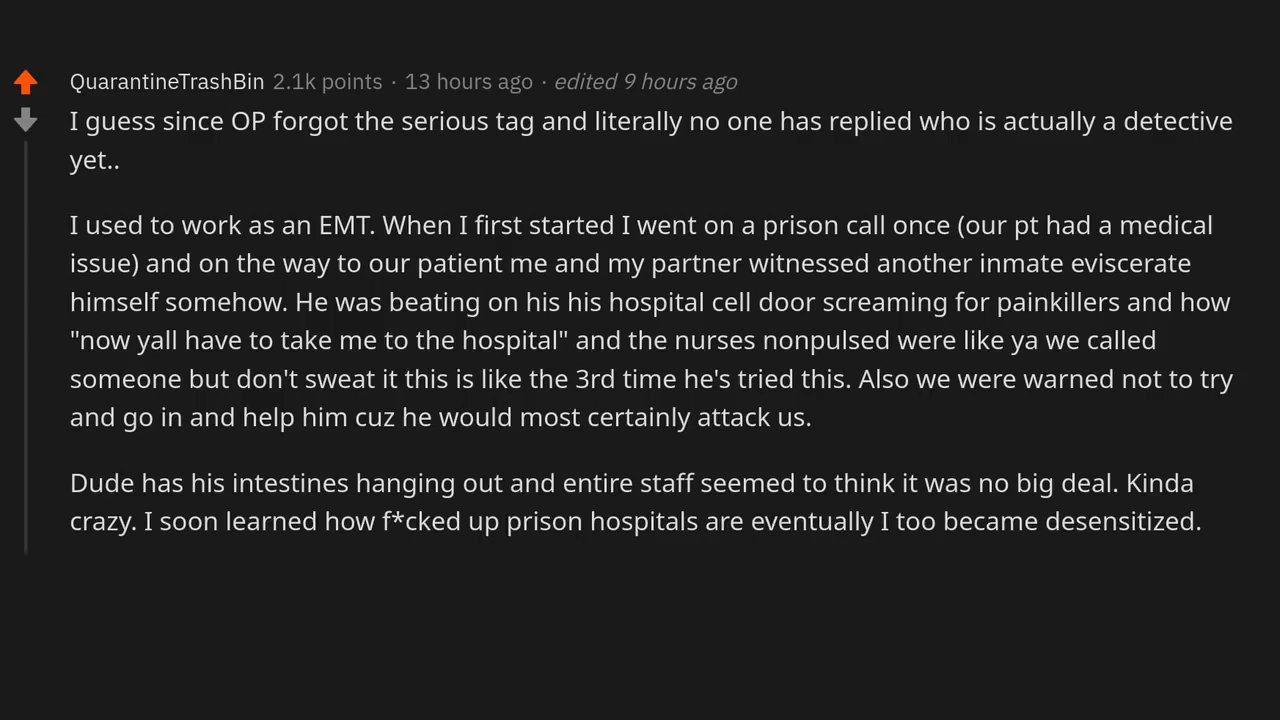 QuarantineTrashBin 2.1k points · 13 hours ago · edited 9 hours ago
I guess since OP forgot the serious tag and literally no one has replied who is actually a detective
yet..
I used to work as an EMT. When I first started I went on a prison call once (our pt had a medical
issue) and on the way to our patient me and my partner witnessed another inmate eviscerate
himself somehow. He was beating on his his hospital cell door screaming for painkillers and how
"now yall have to take me to the hospital" and the nurses nonpulsed were like ya we called
someone but don't sweat it this is like the 3rd time he's tried this. Also we were warned not to try
and go in and help him cuz he would most certainly attack us.
Dude has his intestines hanging out and entire staff seemed to think it was no big deal. Kinda
crazy. I soon learned how f*cked up prison hospitals are eventually I too became desensitized.